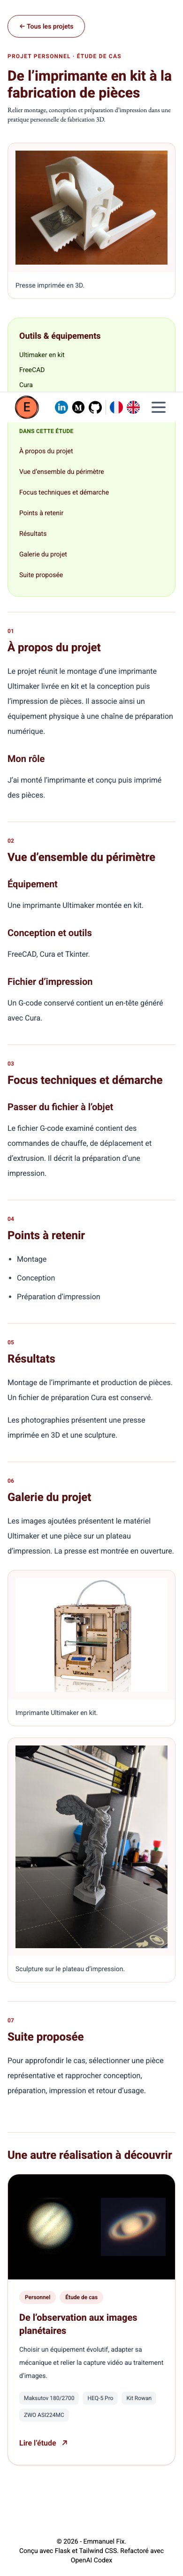 ← Tous les projets
PROJET PERSONNEL · ÉTUDE DE CAS
De l’imprimante en kit à la
fabrication de pièces
Relier montage, conception et préparation d’impression dans une
pratique personnelle de fabrication 3D.
Presse imprimée en 3D.
Outils & équipements
Ultimaker en kit
FreeCAD
Cura
E
DANS CETTE ÉTUDE
À propos du projet
Vue d’ensemble du périmètre
Focus techniques et démarche
Points à retenir
Résultats
Galerie du projet
Suite proposée
01
À propos du projet
Le projet réunit le montage d’une imprimante
Ultimaker livrée en kit et la conception puis
l’impression de pièces. Il associe ainsi un
équipement physique à une chaîne de préparation
numérique.
Mon rôle
J’ai monté l’imprimante et conçu puis imprimé
des pièces.
02
Vue d’ensemble du périmètre
Équipement
Une imprimante Ultimaker montée en kit.
Conception et outils
FreeCAD, Cura et Tkinter.
Fichier d’impression
Un G-code conservé contient un en-tête généré
avec Cura.
03
Focus techniques et démarche
Passer du fichier à l’objet
Le fichier G-code examiné contient des
commandes de chauffe, de déplacement et
d’extrusion. Il décrit la préparation d’une
impression.
04
Points à retenir
• Montage
• Conception
• Préparation d’impression
05
Résultats
Montage de l’imprimante et production de pièces.
Un fichier de préparation Cura est conservé.
Les photographies présentent une presse
imprimée en 3D et une sculpture.
06
Galerie du projet
Les images ajoutées présentent le matériel
Ultimaker et une pièce sur un plateau
d’impression. La presse est montrée en ouverture.
Ultimaker
Imprimante Ultimaker en kit.
Sculpture sur le plateau d’impression.
07
Suite proposée
Pour approfondir le cas, sélectionner une pièce
représentative et rapprocher conception,
préparation, impression et retour d’usage.
Une autre réalisation à découvrir
Personnel
Étude de cas
De l’observation aux images
planétaires
Choisir un équipement évolutif, adapter sa
mécanique et relier la capture vidéo au traitement
d’images.
Maksutov 180/2700
HEQ-5 Pro
Kit Rowan
ZWO ASI224MC
Lire l’étude ↗
© 2026 - Emmanuel Fix.
Conçu avec Flask et Tailwind CSS. Refactoré avec
OpenAI Codex